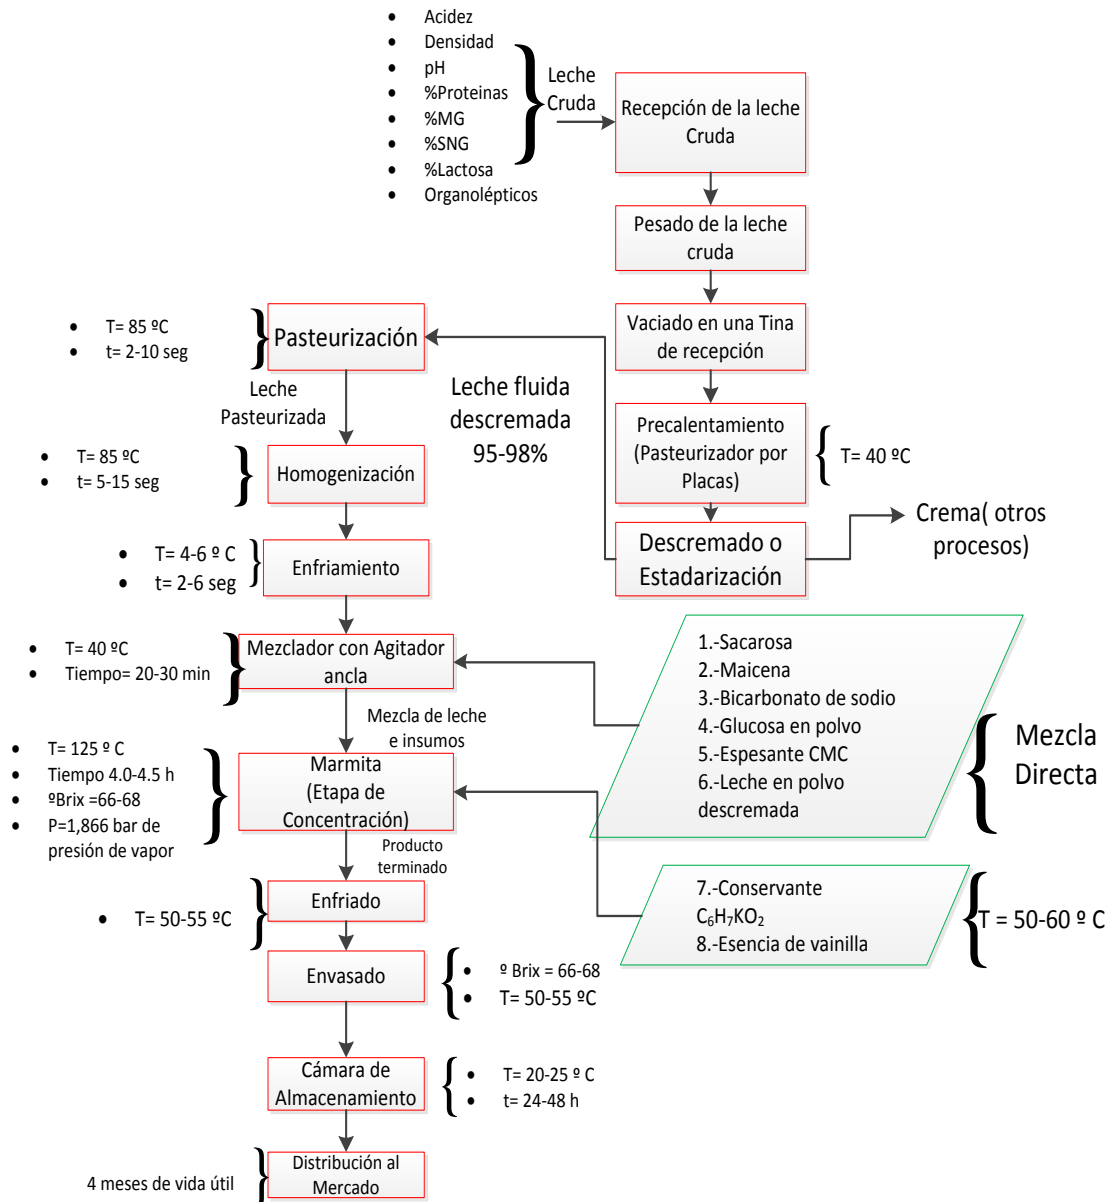 • Acidez
• Densidad
• pH
• %Proteinas
• %MG
• %SNG
• %Lactosa
• Organolépticos
Leche
Cruda
Recepción de la leche
Cruda
Pesado de la leche
cruda
Vaciado en una Tina
de recepción
Precalentamiento
(Pasteurizador por
Placas)
T= 40 ºC
Descremado o
Estadarización
Crema( otros
procesos)
Leche fluida
descremada
95-98%
• T= 85 ºC
• t= 2-10 seg
Pasteurización
Leche
Pasteurizada
• T= 85 ºC
• t= 5-15 seg
Homogenización
• T= 4-6 º C
• t= 2-6 seg
Enfriamiento
• T= 40 ºC
• Tiempo= 20-30 min
Mezclador con Agitador
ancla
1.-Sacarosa
2.-Maicena
3.-Bicarbonato de sodio
4.-Glucosa en polvo
5.-Espesante CMC
6.-Leche en polvo
descremada
Mezcla
Directa
Mezcla de leche
e insumos
• T= 125 º C
• Tiempo 4.0-4.5 h
• ºBrix =66-68
• P=1,866 bar de
presión de vapor
Marmita
(Etapa de
Concentración)
7.-Conservante
C₆H₇KO₂
8.-Esencia de vainilla
T = 50-60 º C
Producto
terminado
• T= 50-55 ºC
Enfriado
Envasado
• º Brix = 66-68
• T= 50-55 ºC
Cámara de
Almacenamiento
• T= 20-25 º C
• t= 24-48 h
4 meses de vida útil
Distribución al
Mercado